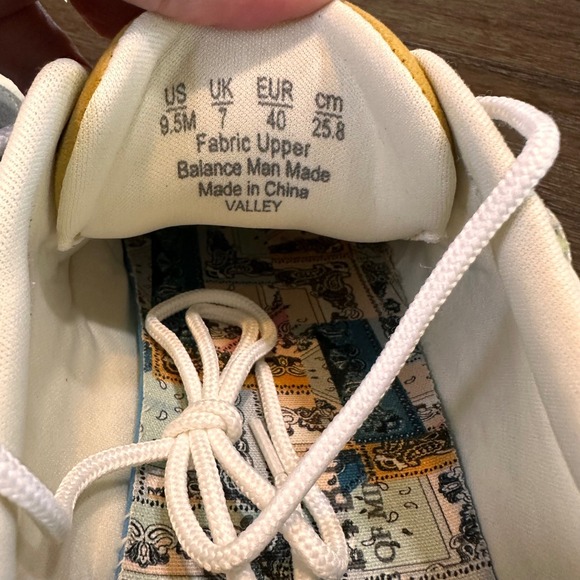 US UK EUR cm
9.5M 7 40 25.8
Fabric Upper
Balance Man Made
Made in China
VALLEY